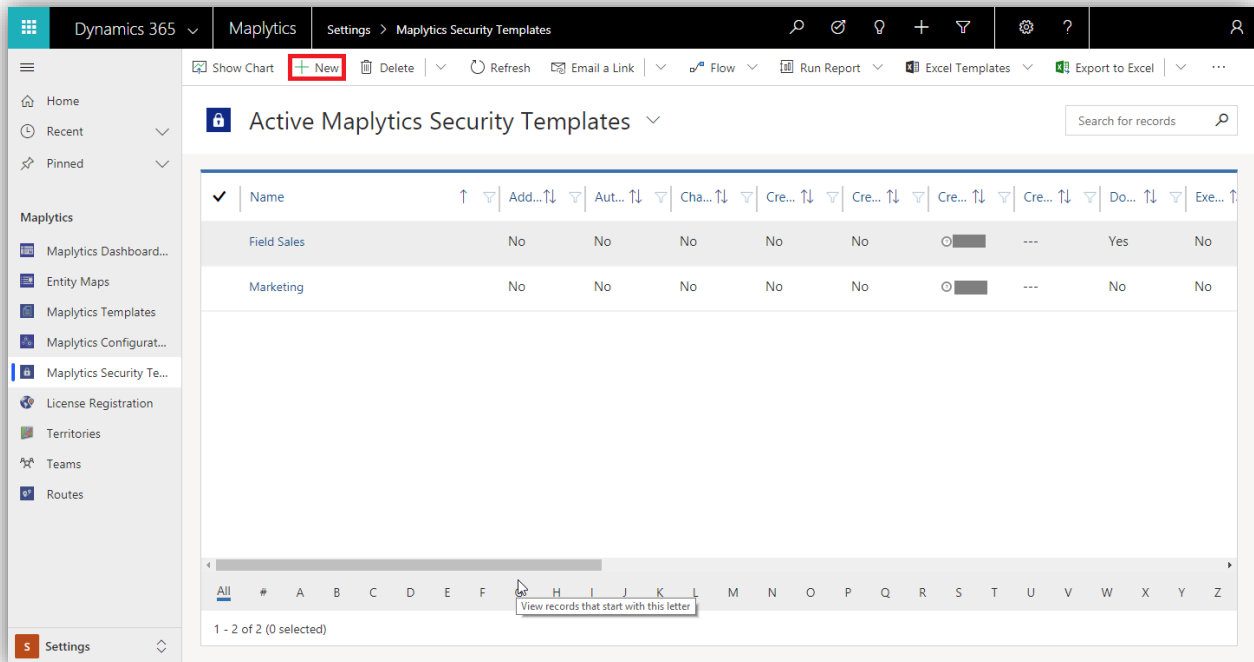 Dynamics 365 Maplytics Settings > Maplytics Security Templates ?
Show Chart + New Delete Refresh Email a Link Flow Run Report Excel Templates Export to Excel ...
Home
Recent
Pinned
Active Maplytics Security Templates
Search for records
Name Add... Aut... Cha... Cre... Cre... Cre... Cre... Do... Exe...
Field Sales No No No No No --- Yes No
Marketing No No No No No --- No No
Maplytics
Maplytics Dashboard...
Entity Maps
Maplytics Templates
Maplytics Configurat...
Maplytics Security Te...
License Registration
Territories
Teams
Routes
All # A B C D E F G H I J K L M N O P Q R S T U V W X Y Z
View records that start with this letter
1 - 2 of 2 (0 selected)
S Settings